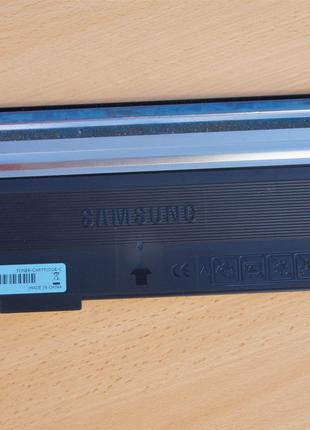 SAMSUNG
TONER-CARTRIDGE-C
MADE IN CHINA